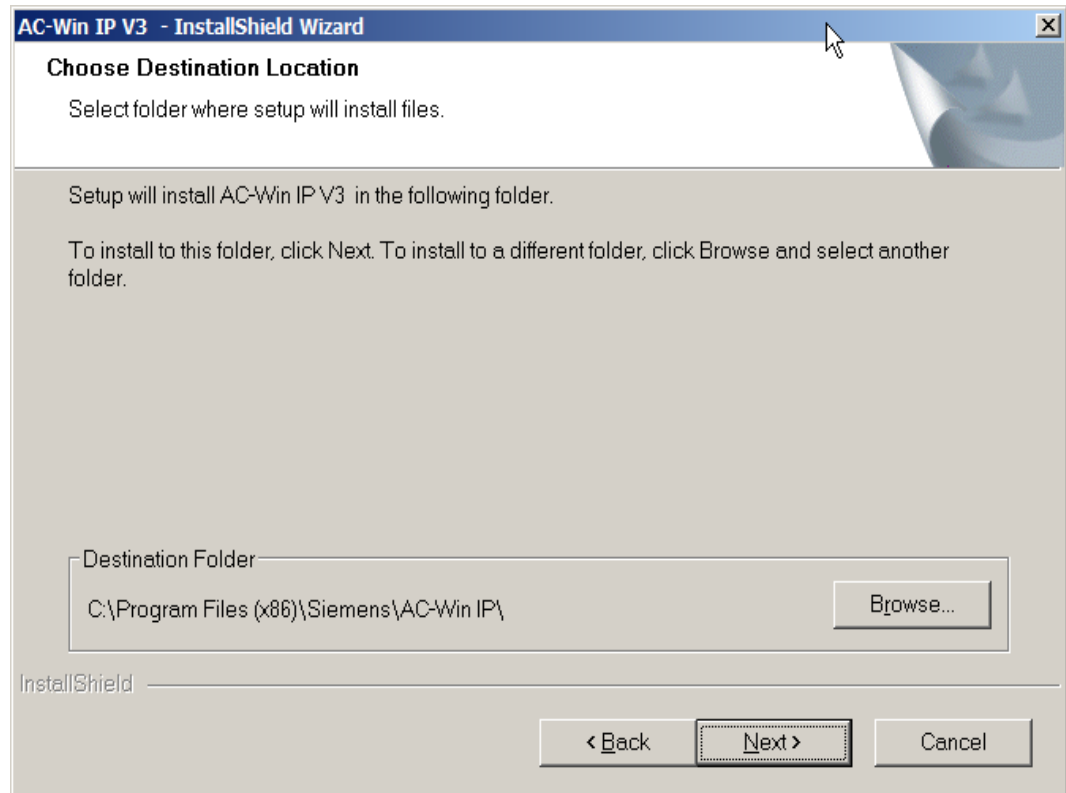 AC-Win IP V3 - InstallShield Wizard
Choose Destination Location
Select folder where setup will install files.
Setup will install AC-Win IP V3 in the following folder.
To install to this folder, click Next. To install to a different folder, click Browse and select another
folder.
Destination Folder
C:\Program Files (x86)\Siemens\AC-Win IP\
Browse...
InstallShield
< Back
Next >
Cancel